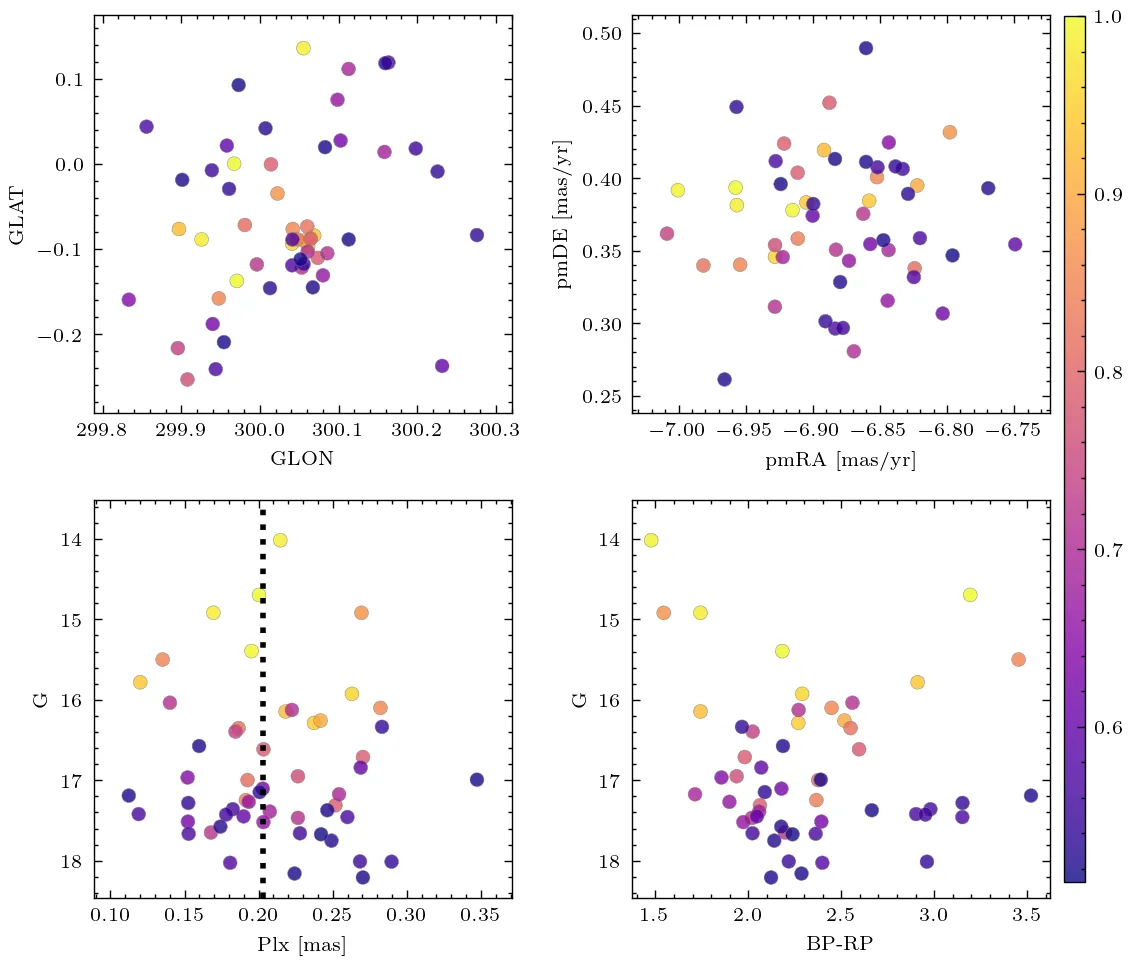 0.1
0.0
−0.1
−0.2
GLAT
299.8 299.9 300.0 300.1 300.2 300.3
GLON
0.50
0.45
0.40
0.35
0.30
0.25
pmDE [mas/yr]
−7.00 −6.95 −6.90 −6.85 −6.80 −6.75
pmRA [mas/yr]
1.0
0.9
0.8
0.7
0.6
14
15
16
17
18
G
0.10 0.15 0.20 0.25 0.30 0.35
Plx [mas]
14
15
16
17
18
G
1.5 2.0 2.5 3.0 3.5
BP-RP